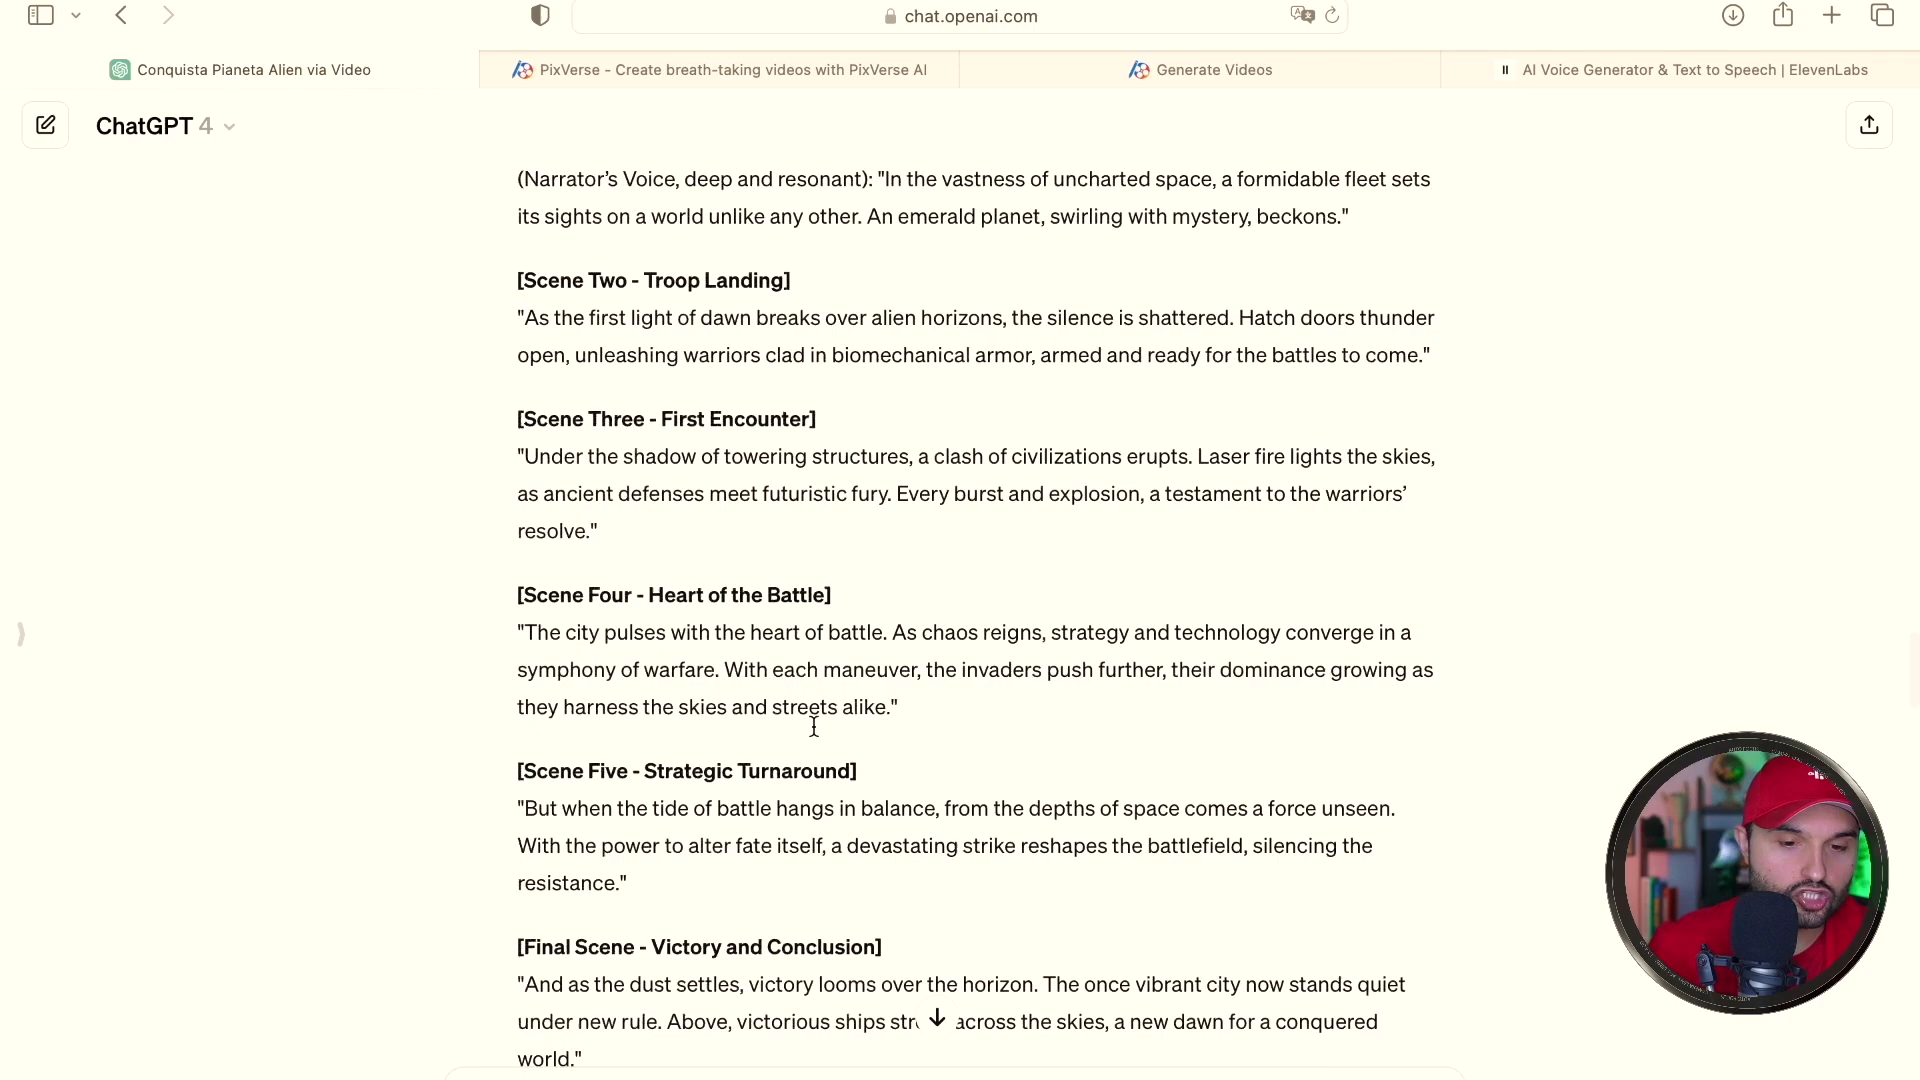 chat.openai.com
Conquista Pianeta Alien via Video
PixVerse - Create breath-taking videos with PixVerse AI
Generate Videos
AI Voice Generator & Text to Speech | ElevenLabs
ChatGPT 4
(Narrator’s Voice, deep and resonant): "In the vastness of uncharted space, a formidable fleet sets
its sights on a world unlike any other. An emerald planet, swirling with mystery, beckons."
[Scene Two - Troop Landing]
"As the first light of dawn breaks over alien horizons, the silence is shattered. Hatch doors thunder
open, unleashing warriors clad in biomechanical armor, armed and ready for the battles to come."
[Scene Three - First Encounter]
"Under the shadow of towering structures, a clash of civilizations erupts. Laser fire lights the skies,
as ancient defenses meet futuristic fury. Every burst and explosion, a testament to the warriors’
resolve."
[Scene Four - Heart of the Battle]
"The city pulses with the heart of battle. As chaos reigns, strategy and technology converge in a
symphony of warfare. With each maneuver, the invaders push further, their dominance growing as
they harness the skies and streets alike."
[Scene Five - Strategic Turnaround]
"But when the tide of battle hangs in balance, from the depths of space comes a force unseen.
With the power to alter fate itself, a devastating strike reshapes the battlefield, silencing the
resistance."
[Final Scene - Victory and Conclusion]
"And as the dust settles, victory looms over the horizon. The once vibrant city now stands quiet
under new rule. Above, victorious ships across the skies, a new dawn for a conquered
world."